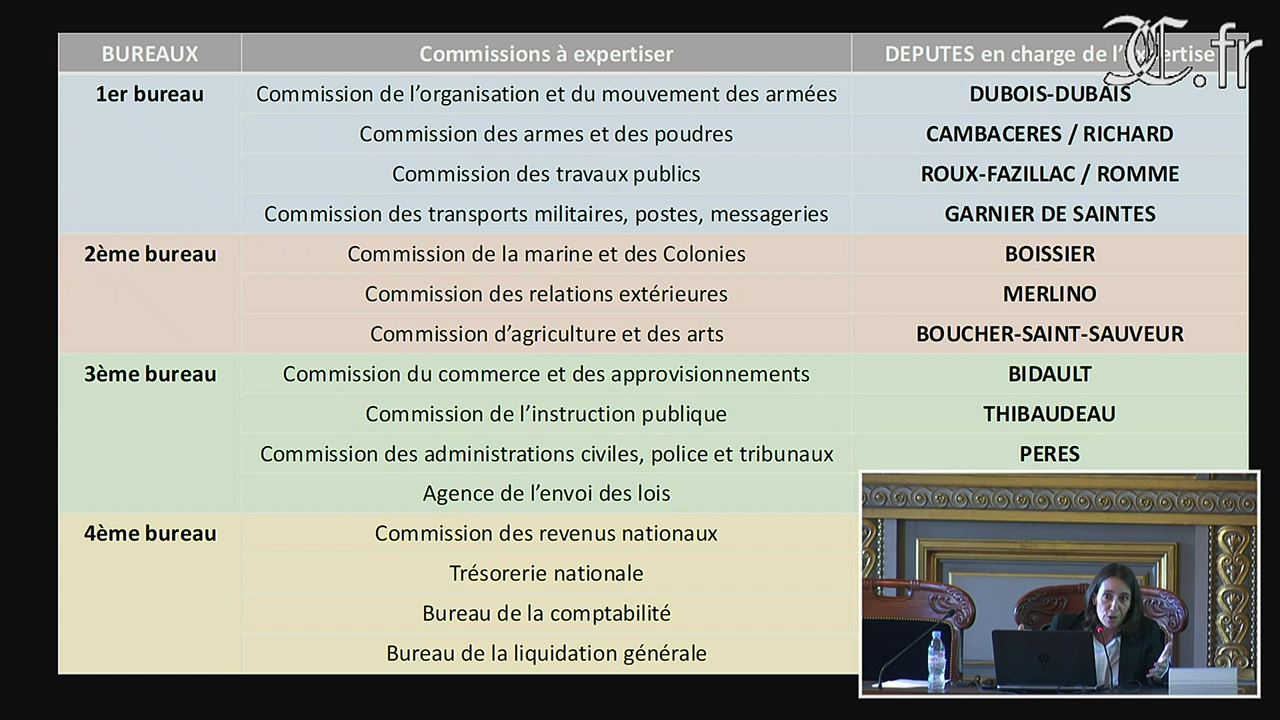 BUREAUX Commissions à expertiser DEPUTES en charge de l'expertise
1er bureau Commission de l'organisation et du mouvement des armées DUBOIS-DUBAIS
Commission des armes et des poudres CAMBACERES / RICHARD
Commission des travaux publics ROUX-FAZILLAC / ROMME
Commission des transports militaires, postes, messageries GARNIER DE SAINTES
2ème bureau Commission de la marine et des Colonies BOISSIER
Commission des relations extérieures MERLINO
Commission d'agriculture et des arts BOUCHER-SAINT-SAUVEUR
3ème bureau Commission du commerce et des approvisionnements BIDAULT
Commission de l'instruction publique THIBAUDEAU
Commission des administrations civiles, police et tribunaux PERES
Agence de l'envoi des lois
4ème bureau Commission des revenus nationaux
Trésorerie nationale
Bureau de la comptabilité
Bureau de la liquidation générale
.fr